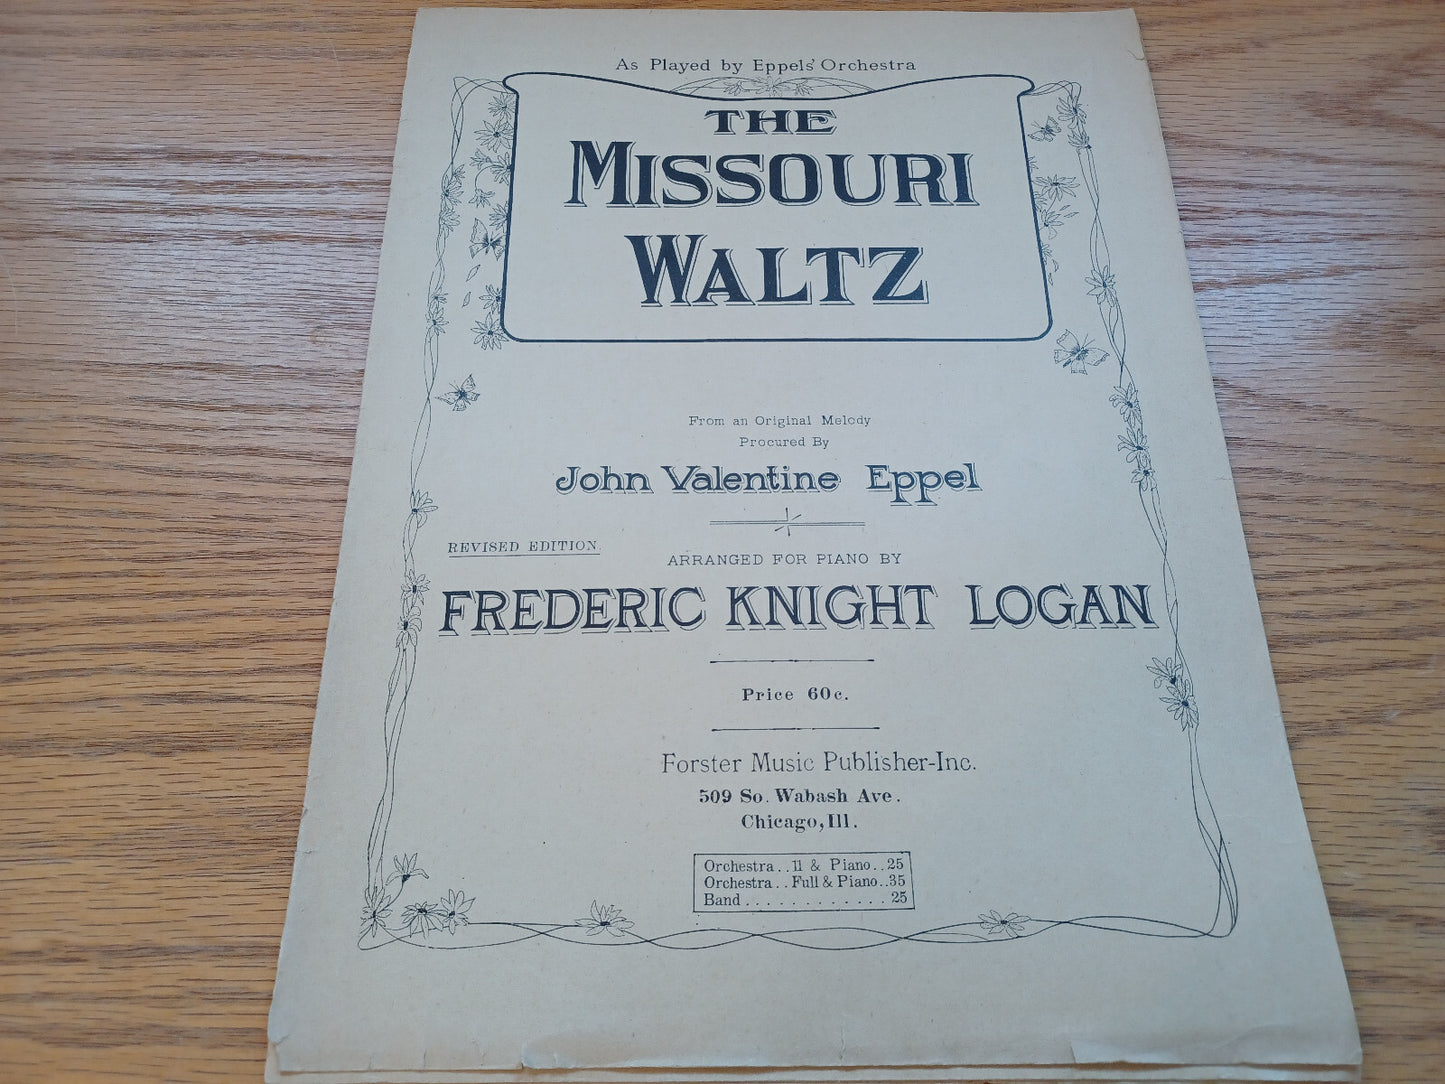 As Played by Eppels' Orchestra
THE
MISSOURI
WALTZ
From an Original Melody
Procured By
John Valentine Eppel
REVISED EDITION.
ARRANGED FOR PIANO BY
FREDERIC KNIGHT LOGAN
Price 60c.
Forster Music Publisher-Inc.
509 So. Wabash Ave.
Chicago, Ill.
Orchestra..11 & Piano..25
Orchestra..Full & Piano..35
Band............25